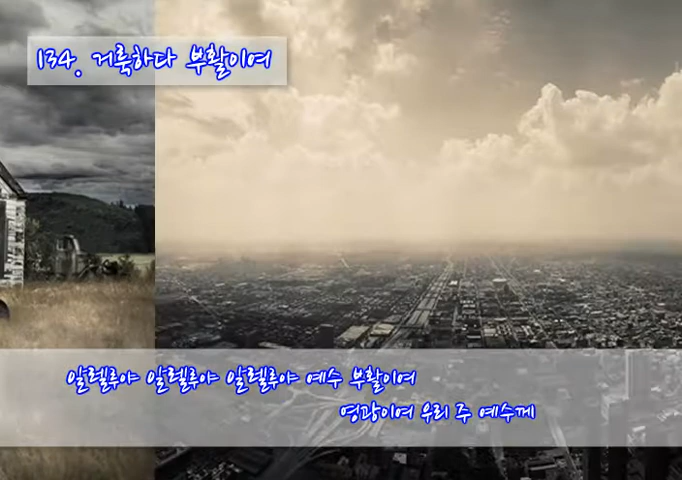 134. 거룩하다 부활이여
알렐루야 알렐루야 알렐루야 예수 부활이여
영광이여 우리 주 예수께